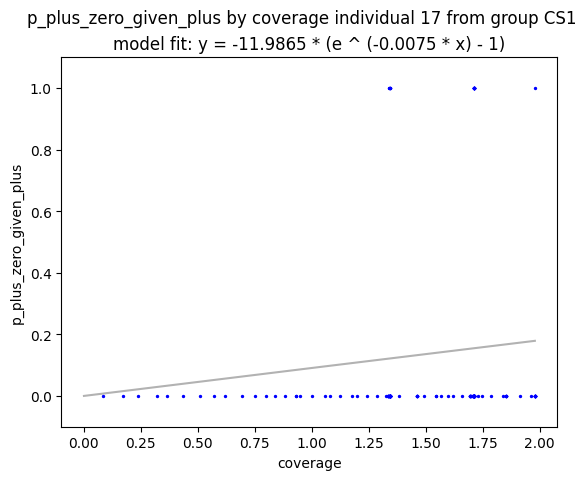 p_plus_zero_given_plus by coverage individual 17 from group CS1
model fit: y = -11.9865 * (e ^ (-0.0075 * x) - 1)
1.0
0.8
0.6
0.4
0.2
0.0
p_plus_zero_given_plus
0.00 0.25 0.50 0.75 1.00 1.25 1.50 1.75 2.00
coverage